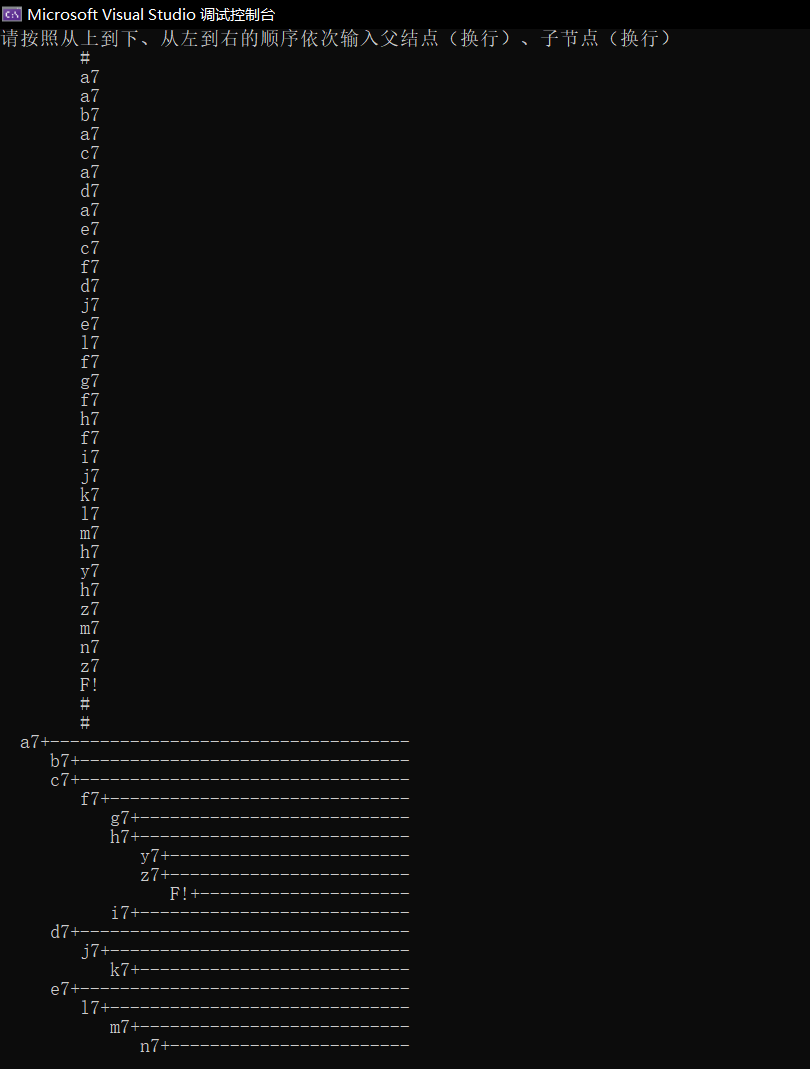 Microsoft Visual Studio 调试控制台
请按照从上到下、从左到右的顺序依次输入父结点（换行）、子节点（换行）
#
a7
a7
b7
a7
c7
a7
d7
a7
e7
c7
f7
d7
j7
e7
l7
f7
g7
f7
h7
f7
i7
j7
k7
l7
m7
h7
y7
h7
z7
m7
n7
z7
F!
#
#
a7+------------------------------------
b7+---------------------------------
c7+---------------------------------
f7+------------------------------
g7+---------------------------
h7+---------------------------
y7+------------------------
z7+------------------------
F!+---------------------
i7+---------------------------
d7+---------------------------------
j7+------------------------------
k7+---------------------------
e7+---------------------------------
l7+------------------------------
m7+---------------------------
n7+------------------------